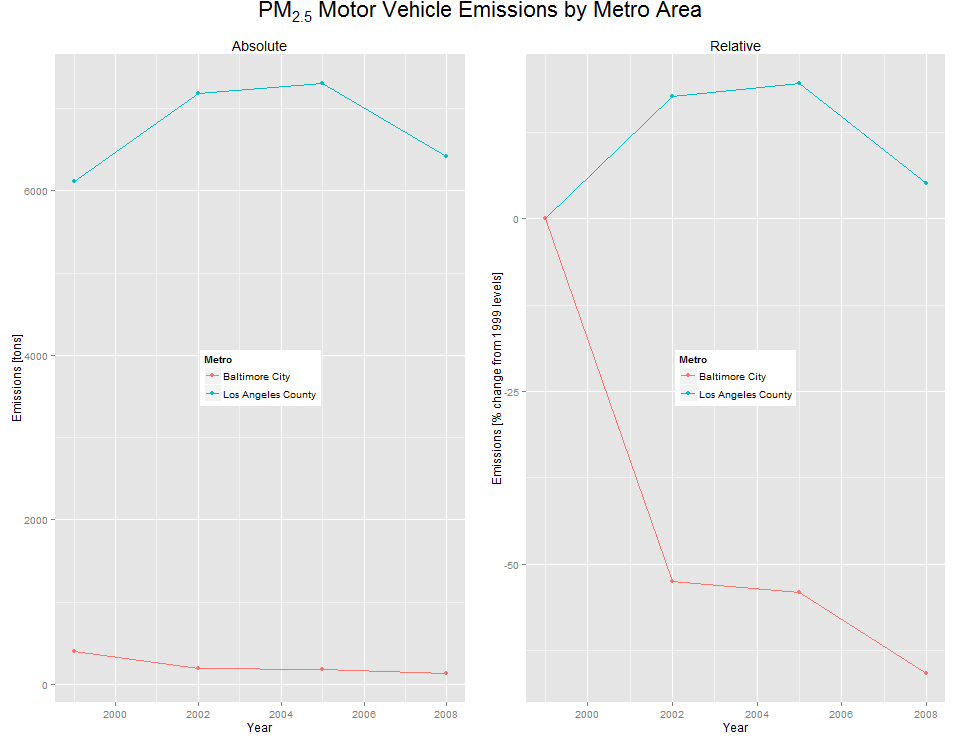 PM2.5 Motor Vehicle Emissions by Metro Area
Absolute
Emissions [tons]
6000
4000
2000
0
Metro
Baltimore City
Los Angeles County
2000 2002 2004 2006 2008
Year
Relative
Emissions [% change from 1999 levels]
0
-25
-50
Metro
Baltimore City
Los Angeles County
2000 2002 2004 2006 2008
Year